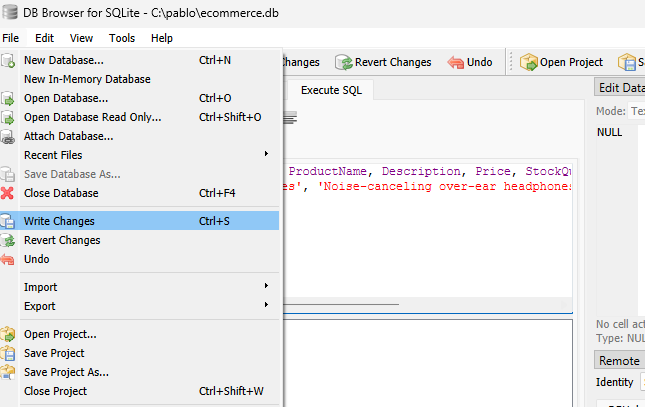 DB Browser for SQLite - C:\pablo\ecommerce.db
File Edit View Tools Help
New Database... Ctrl+N
Changes Revert Changes Undo Open Project
New In-Memory Database
Open Database... Ctrl+O
Execute SQL
Edit Data
Open Database Read Only... Ctrl+Shift+O
Mode:
Attach Database...
NULL
Recent Files
ProductName, Description, Price, StockQu
Save Database As...
es', 'Noise-canceling over-ear headphones
Close Database Ctrl+F4
Write Changes Ctrl+S
Revert Changes
Undo
Import
Export
No cell act
Type: NUL
Open Project...
Save Project
Remote
Save Project As...
Identity
Close Project Ctrl+Shift+W